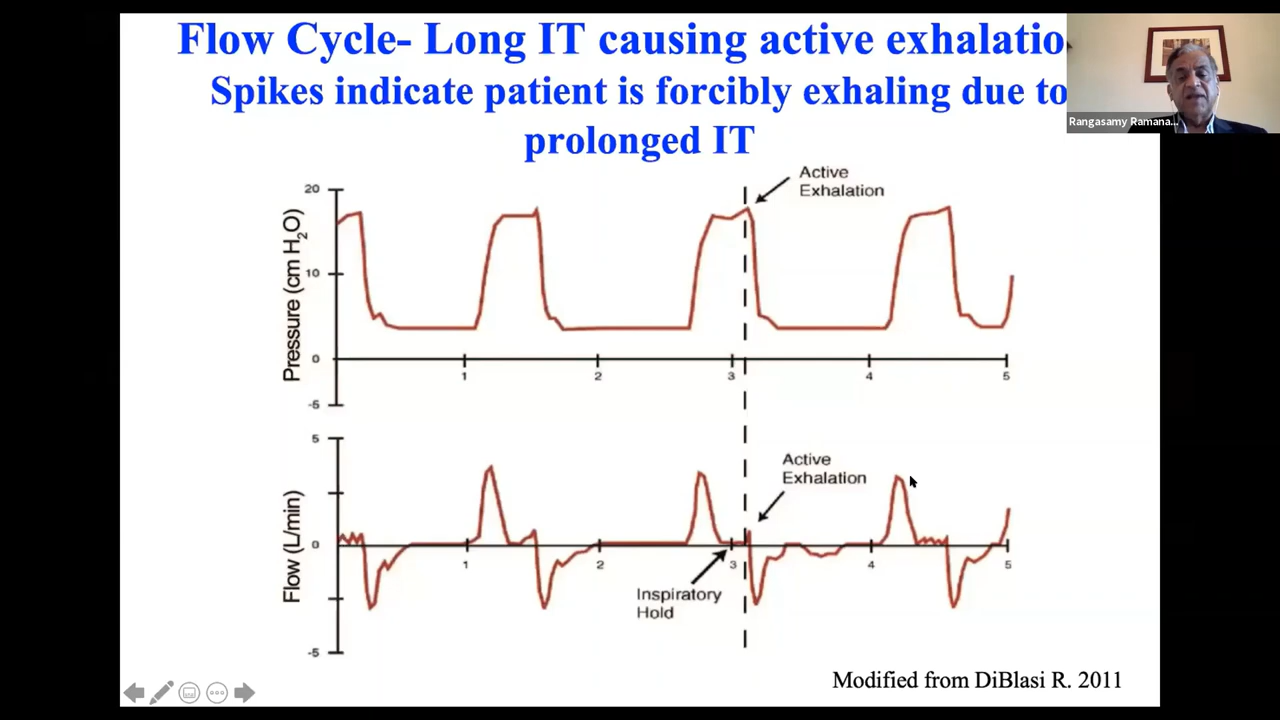 Flow Cycle- Long IT causing active exhalatio
Spikes indicate patient is forcibly exhaling due to
prolonged IT
Rangasamy Ramana...
Active
Exhalation
20
10
0
-5
Pressure (cm H2O)
1
2
3
4
5
Active
Exhalation
5
0
-5
Flow (L/min)
1
2
3
4
5
Inspiratory
Hold
Modified from DiBlasi R. 2011